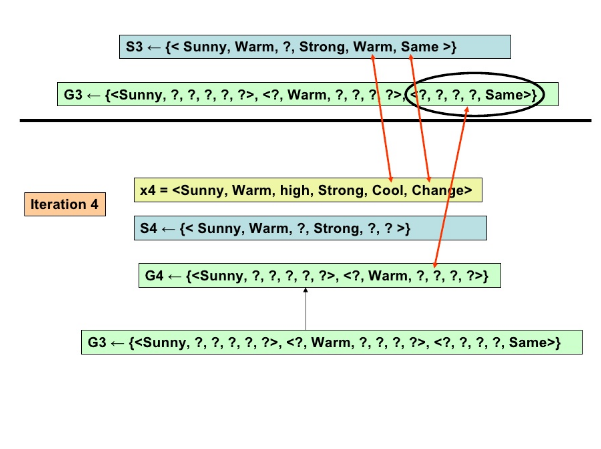 S3 ← {< Sunny, Warm, ?, Strong, Warm, Same >}
G3 ← {<Sunny, ?, ?, ?, ?, ?>, <?, Warm, ?, ?, ?, ?>, <?, ?, ?, ?, Same>}
x4 = <Sunny, Warm, high, Strong, Cool, Change>
Iteration 4
S4 ← {< Sunny, Warm, ?, Strong, ?, ? >}
G4 ← {<Sunny, ?, ?, ?, ?, ?>, <?, Warm, ?, ?, ?, ?>}
G3 ← {<Sunny, ?, ?, ?, ?, ?>, <?, Warm, ?, ?, ?, ?>, <?, ?, ?, ?, Same>}